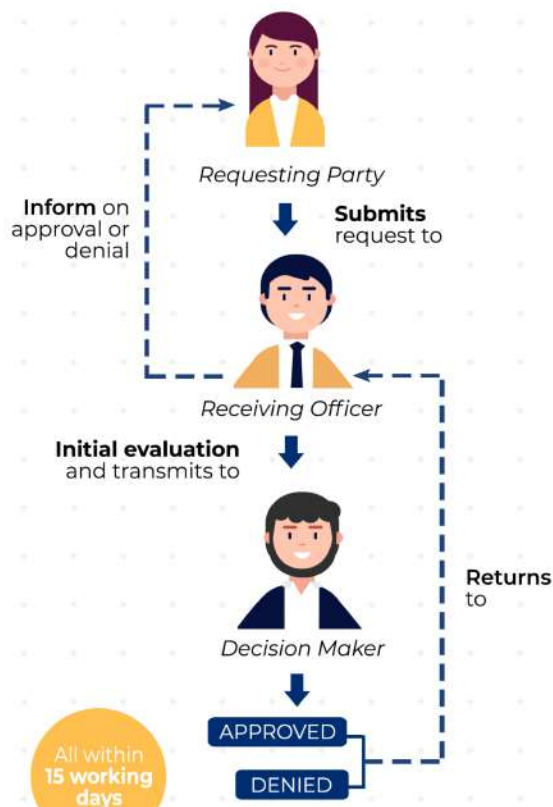 Requesting Party
Inform on
approval or
denial
Submits
request to
Receiving Officer
Initial evaluation
and transmits to
Returns
to
Decision Maker
APPROVED
DENIED
All within
15 working
days